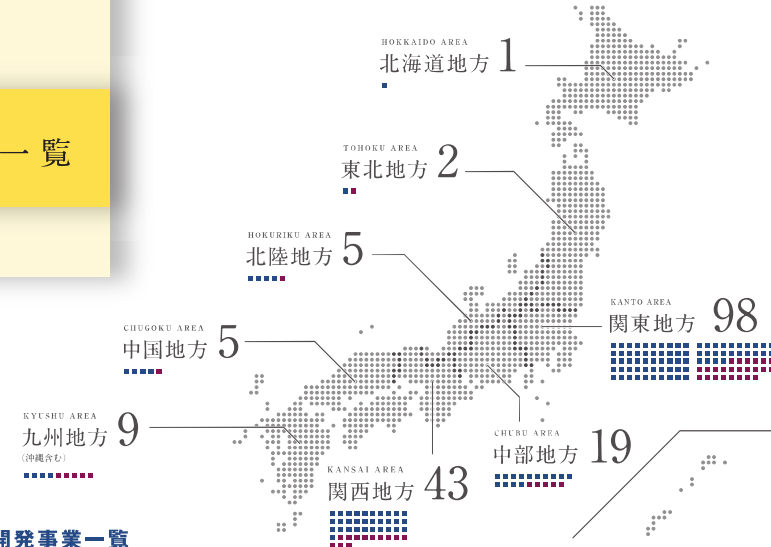 一覧
HOKKAIDO AREA
北海道地方 1
TOHOKU AREA
東北地方 2
HOKURIKU AREA
北陸地方 5
CHUGOKU AREA
中国地方 5
KANTO AREA
関東地方 98
KYUSHU AREA
九州地方 9
(沖縄含む)
CHUBU AREA
中部地方 19
KANSAI AREA
関西地方 43
開発事業一覧